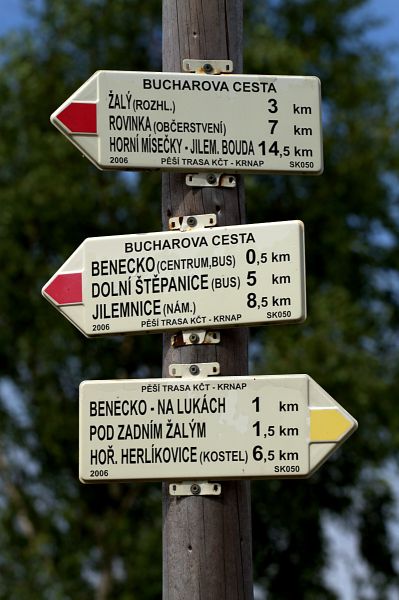 BUCHAROVA CESTA
ŽALÝ (ROZHL.) 3 km
ROVINKA (OBČERSTVENÍ) 7 km
HORNÍ MÍSEČKY - JILEM. BOUDA 14,5 km
2006 PĚŠÍ TRASA KČT - KRNAP SK050
BUCHAROVA CESTA
BENECKO (CENTRUM,BUS) 0,5 km
DOLNÍ ŠTĚPANICE (BUS) 5 km
JILEMNICE (NÁM.) 8,5 km
2006 PĚŠÍ TRASA KČT - KRNAP SK050
PĚŠÍ TRASA KČT - KRNAP
BENECKO - NA LUKÁCH 1 km
POD ZADNÍM ŽALÝM 1,5 km
HOŘ. HERLÍKOVICE (KOSTEL) 6,5 km
2006 SK050